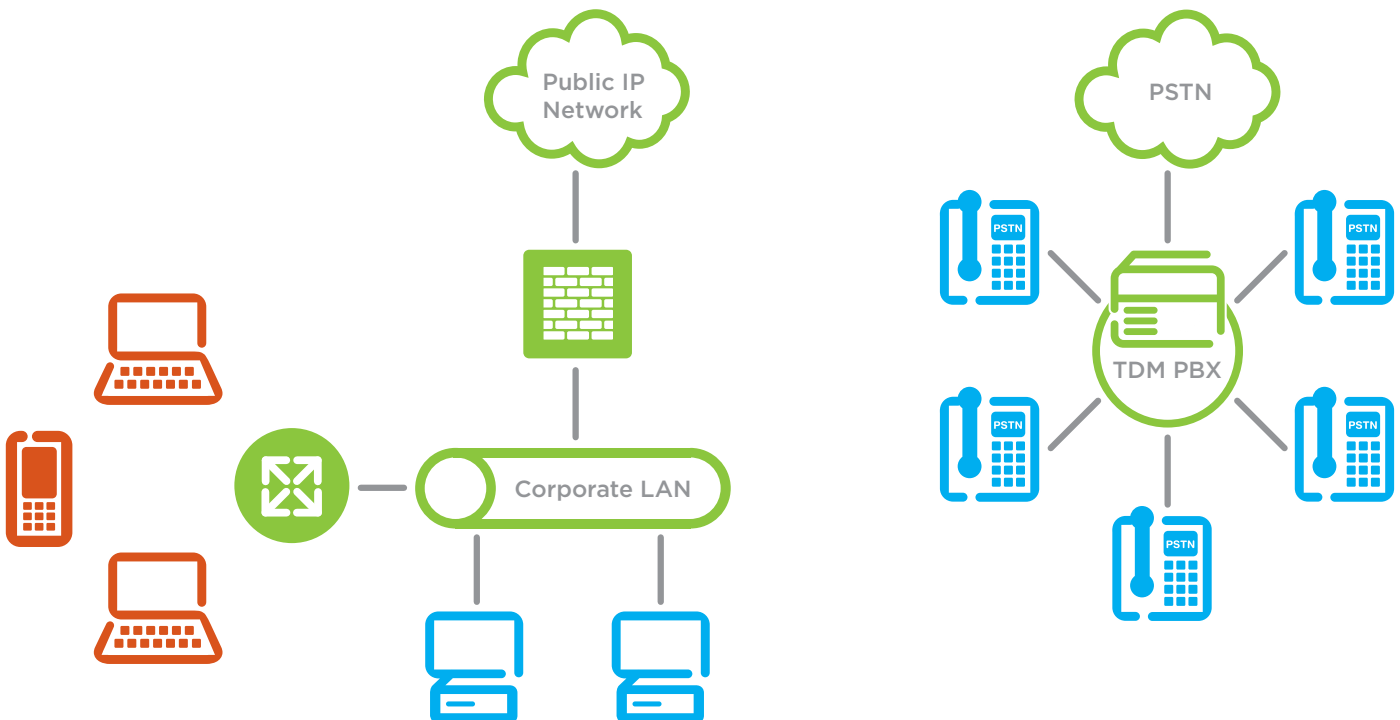 Public IP
Network
PSTN
PSTN
PSTN
TDM PBX
PSTN
PSTN
Corporate LAN
PSTN